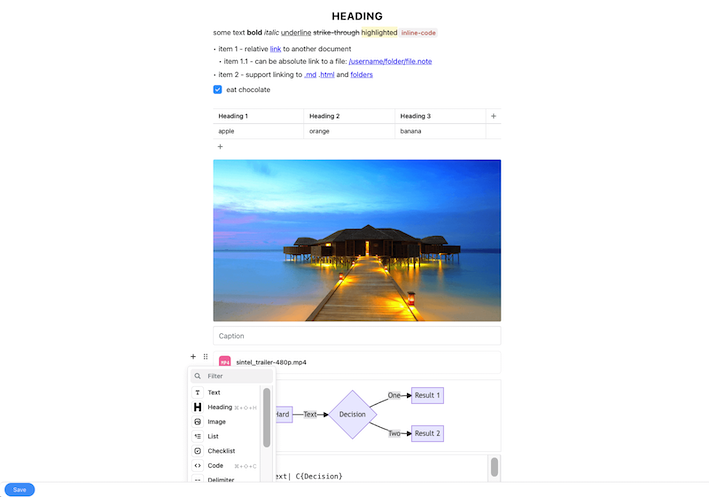 HEADING
some text bold italic underline strike-through highlighted inline-code
• item 1 - relative link to another document
• item 1.1 - can be absolute link to a file: /username/folder/file.note
• item 2 - support linking to .md .html and folders
eat chocolate
Heading 1 Heading 2 Heading 3 +
apple orange banana
+
Caption
+ sintel_trailer-480p.mp4
Filter
Text
Heading ⌘+⇧+H
Image
List
Checklist
Code ⌘+⇧+C
Delimiter
Hard Text Decision One Result 1
Two Result 2
ext| C{Decision}
Save